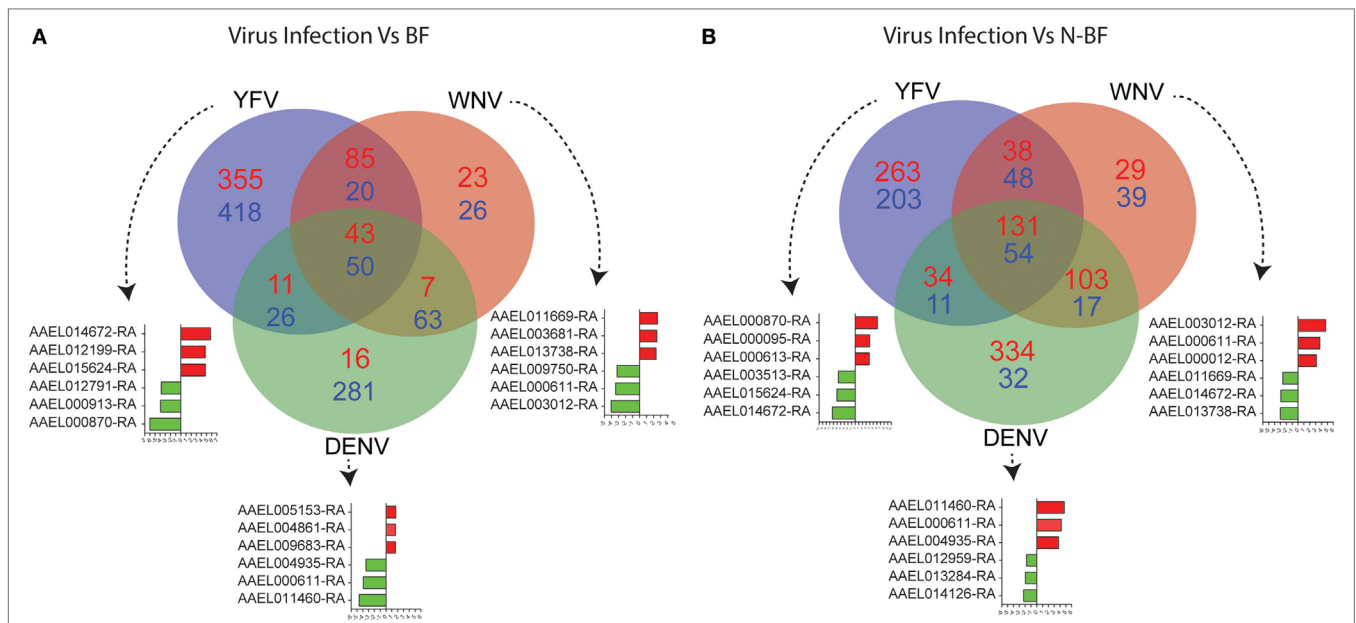 A
Virus Infection Vs BF
YFV
WNV
355
418
85
20
23
26
43
50
11
26
7
63
16
281
DENV
AAEL014672-RA
AAEL012199-RA
AAEL015624-RA
AAEL012791-RA
AAEL000913-RA
AAEL000870-RA
AAEL011669-RA
AAEL003681-RA
AAEL013738-RA
AAEL009750-RA
AAEL000611-RA
AAEL003012-RA
AAEL005153-RA
AAEL004861-RA
AAEL009683-RA
AAEL004935-RA
AAEL000611-RA
AAEL011460-RA
B
Virus Infection Vs N-BF
YFV
WNV
263
203
38
48
29
39
131
54
34
11
103
17
334
32
DENV
AAEL000870-RA
AAEL000095-RA
AAEL000613-RA
AAEL003513-RA
AAEL015624-RA
AAEL014672-RA
AAEL003012-RA
AAEL000611-RA
AAEL000012-RA
AAEL011669-RA
AAEL014672-RA
AAEL013738-RA
AAEL011460-RA
AAEL000611-RA
AAEL004935-RA
AAEL012959-RA
AAEL013284-RA
AAEL014126-RA